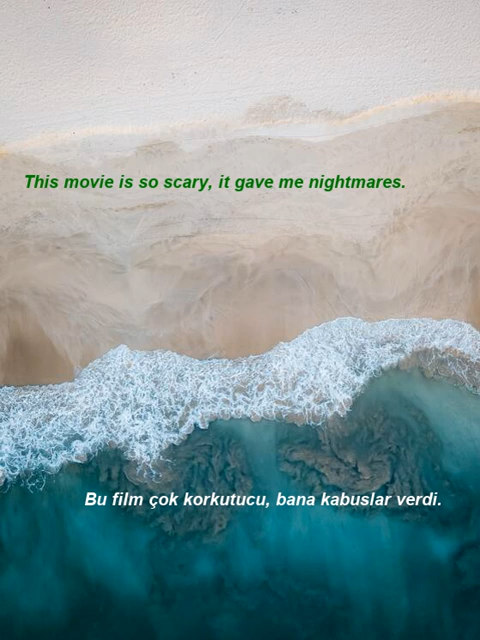 This movie is so scary, it gave me nightmares.
Bu film çok korkutucu, bana kabuslar verdi.